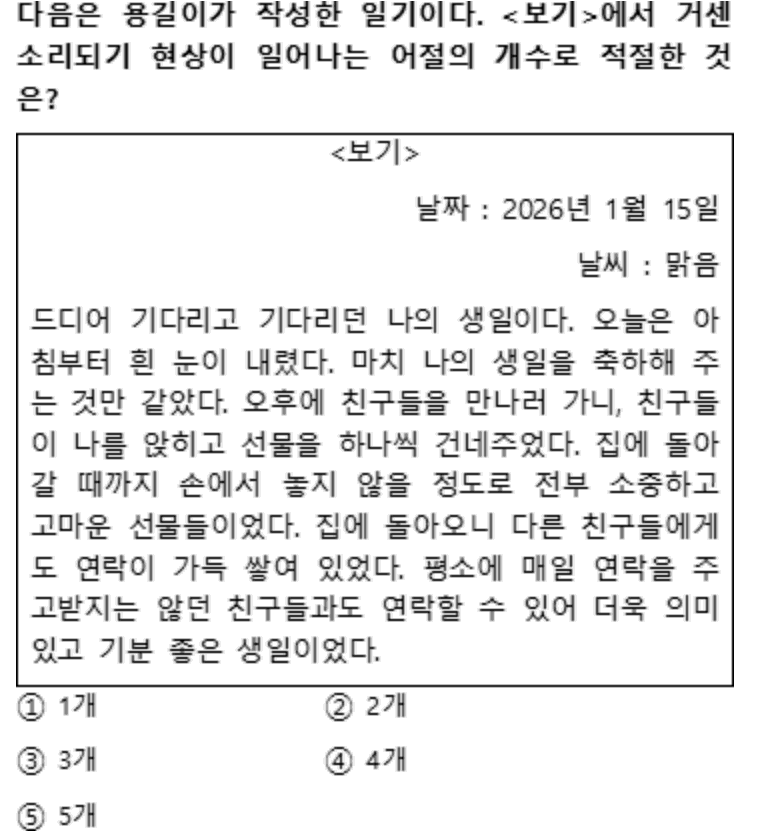 다음은 용길이가 작성한 일기이다. <보기>에서 거센
소리되기 현상이 일어나는 어절의 개수로 적절한 것
은?
<보기>
날짜 : 2026년 1월 15일
날씨 : 맑음
드디어 기다리고 기다리던 나의 생일이다. 오늘은 아
침부터 흰 눈이 내렸다. 마치 나의 생일을 축하해 주
는 것만 같았다. 오후에 친구들을 만나러 가니, 친구들
이 나를 앉히고 선물을 하나씩 건네주었다. 집에 돌아
갈 때까지 손에서 놓지 않을 정도로 전부 소중하고
고마운 선물들이었다. 집에 돌아오니 다른 친구들에게
도 연락이 가득 쌓여 있었다. 평소에 매일 연락을 주
고받지는 않던 친구들과도 연락할 수 있어 더욱 의미
있고 기분 좋은 생일이었다.
① 1개 ② 2개
③ 3개 ④ 4개
⑤ 5개